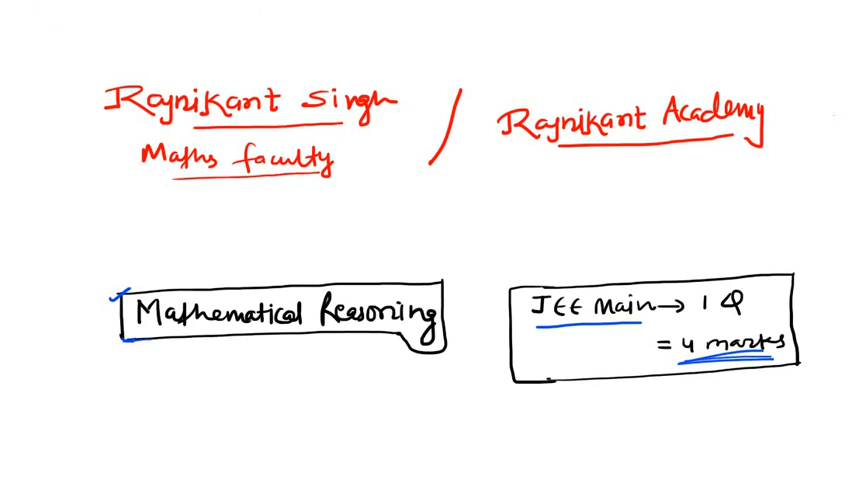 Rajnikant Singh / Rajnikant Academy
Maths faculty
Mathematical Reasoning
JEE Main → 1 Q
= 4 marks